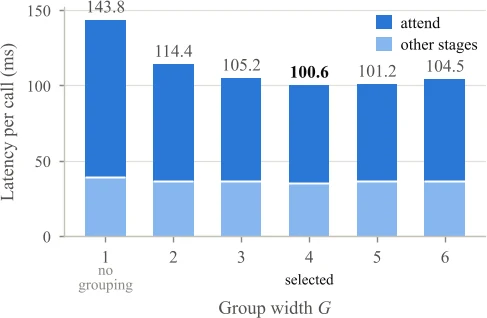 143.8
150
attend
other stages
114.4
105.2
100.6
101.2
104.5
100
50
0
Latency per call (ms)
1 2 3 4 5 6
no
grouping
selected
Group width G